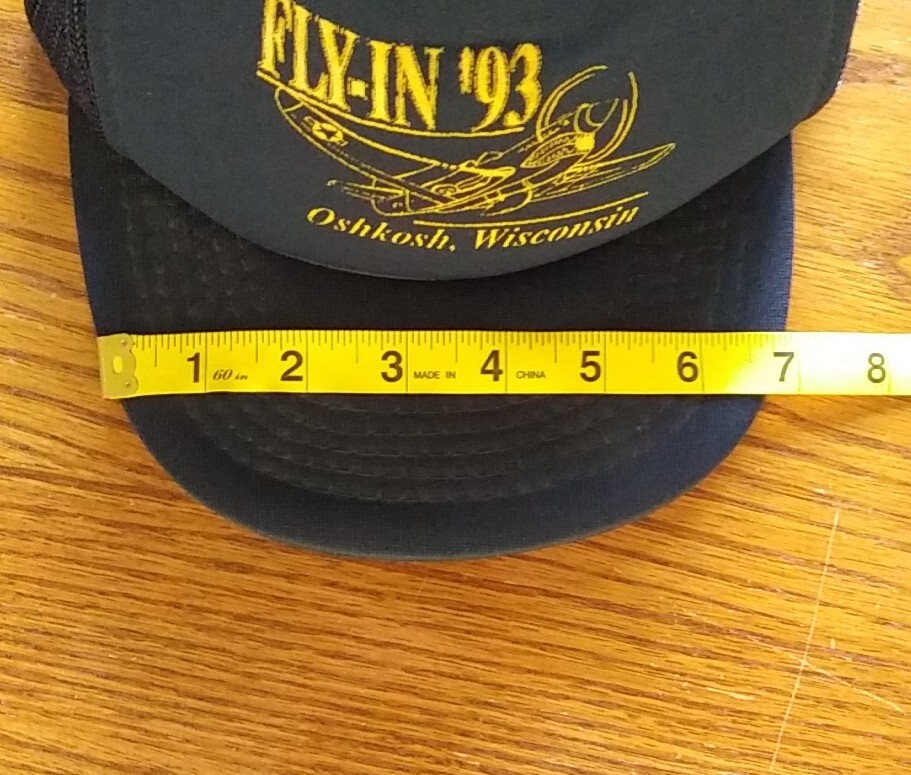 FLY-IN '93
Oshkosh, Wisconsin
1 60 in 2 3 MADE IN 4 CHINA 5 6 7 8